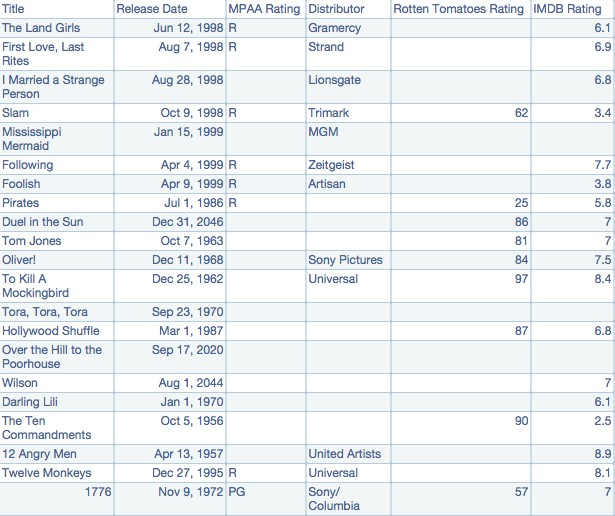 Title Release Date MPAA Rating Distributor Rotten Tomatoes Rating IMDB Rating
The Land Girls Jun 12, 1998 R Gramercy 6.1
First Love, Last Aug 7, 1998 R Strand 6.9
Rites
I Married a Strange Aug 28, 1998 Lionsgate 6.8
Person
Slam Oct 9, 1998 R Trimark 62 3.4
Mississippi Jan 15, 1999 MGM
Mermaid
Following Apr 4, 1999 R Zeitgeist 7.7
Foolish Apr 9, 1999 R Artisan 3.8
Pirates Jul 1, 1986 R 25 5.8
Duel in the Sun Dec 31, 2046 86 7
Tom Jones Oct 7, 1963 81 7
Oliver! Dec 11, 1968 Sony Pictures 84 7.5
To Kill A Dec 25, 1962 Universal 97 8.4
Mockingbird
Tora, Tora, Tora Sep 23, 1970
Hollywood Shuffle Mar 1, 1987 87 6.8
Over the Hill to the Sep 17, 2020
Poorhouse
Wilson Aug 1, 2044 7
Darling Lili Jan 1, 1970 6.1
The Ten Oct 5, 1956 90 2.5
Commandments
12 Angry Men Apr 13, 1957 United Artists 8.9
Twelve Monkeys Dec 27, 1995 R Universal 8.1
1776 Nov 9, 1972 PG Sony/ 57 7
Columbia